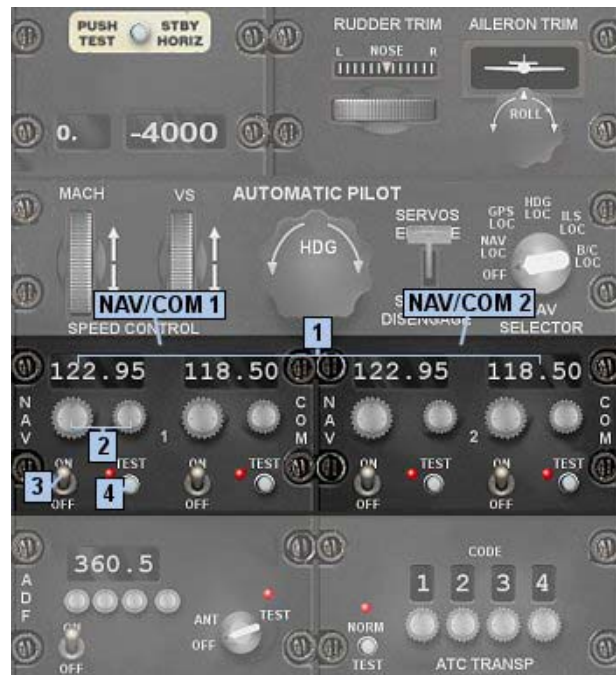 PUSH TEST
STBY HORIZ
RUDDER TRIM
L NOSE R
AILERON TRIM
ROLL
0.
-4000
AUTOMATIC PILOT
MACH
VS
HDG
SERVOS
DISENGAGE
SPEED CONTROL
GPS LOC
HDG LOC
ILS LOC
NAV LOC
B/C LOC
OFF
SELECTOR
NAV/COM 1
NAV/COM 2
1
122.95
118.50
122.95
118.50
NAV
COM
NAV
COM
2
1
2
3
4
ON
TEST
ON
TEST
ON
TEST
ON
TEST
OFF
OFF
OFF
OFF
ADF
360.5
ON
OFF
ANT
OFF
TEST
CODE
1 2 3 4
NORM
TEST
ATC TRANSP